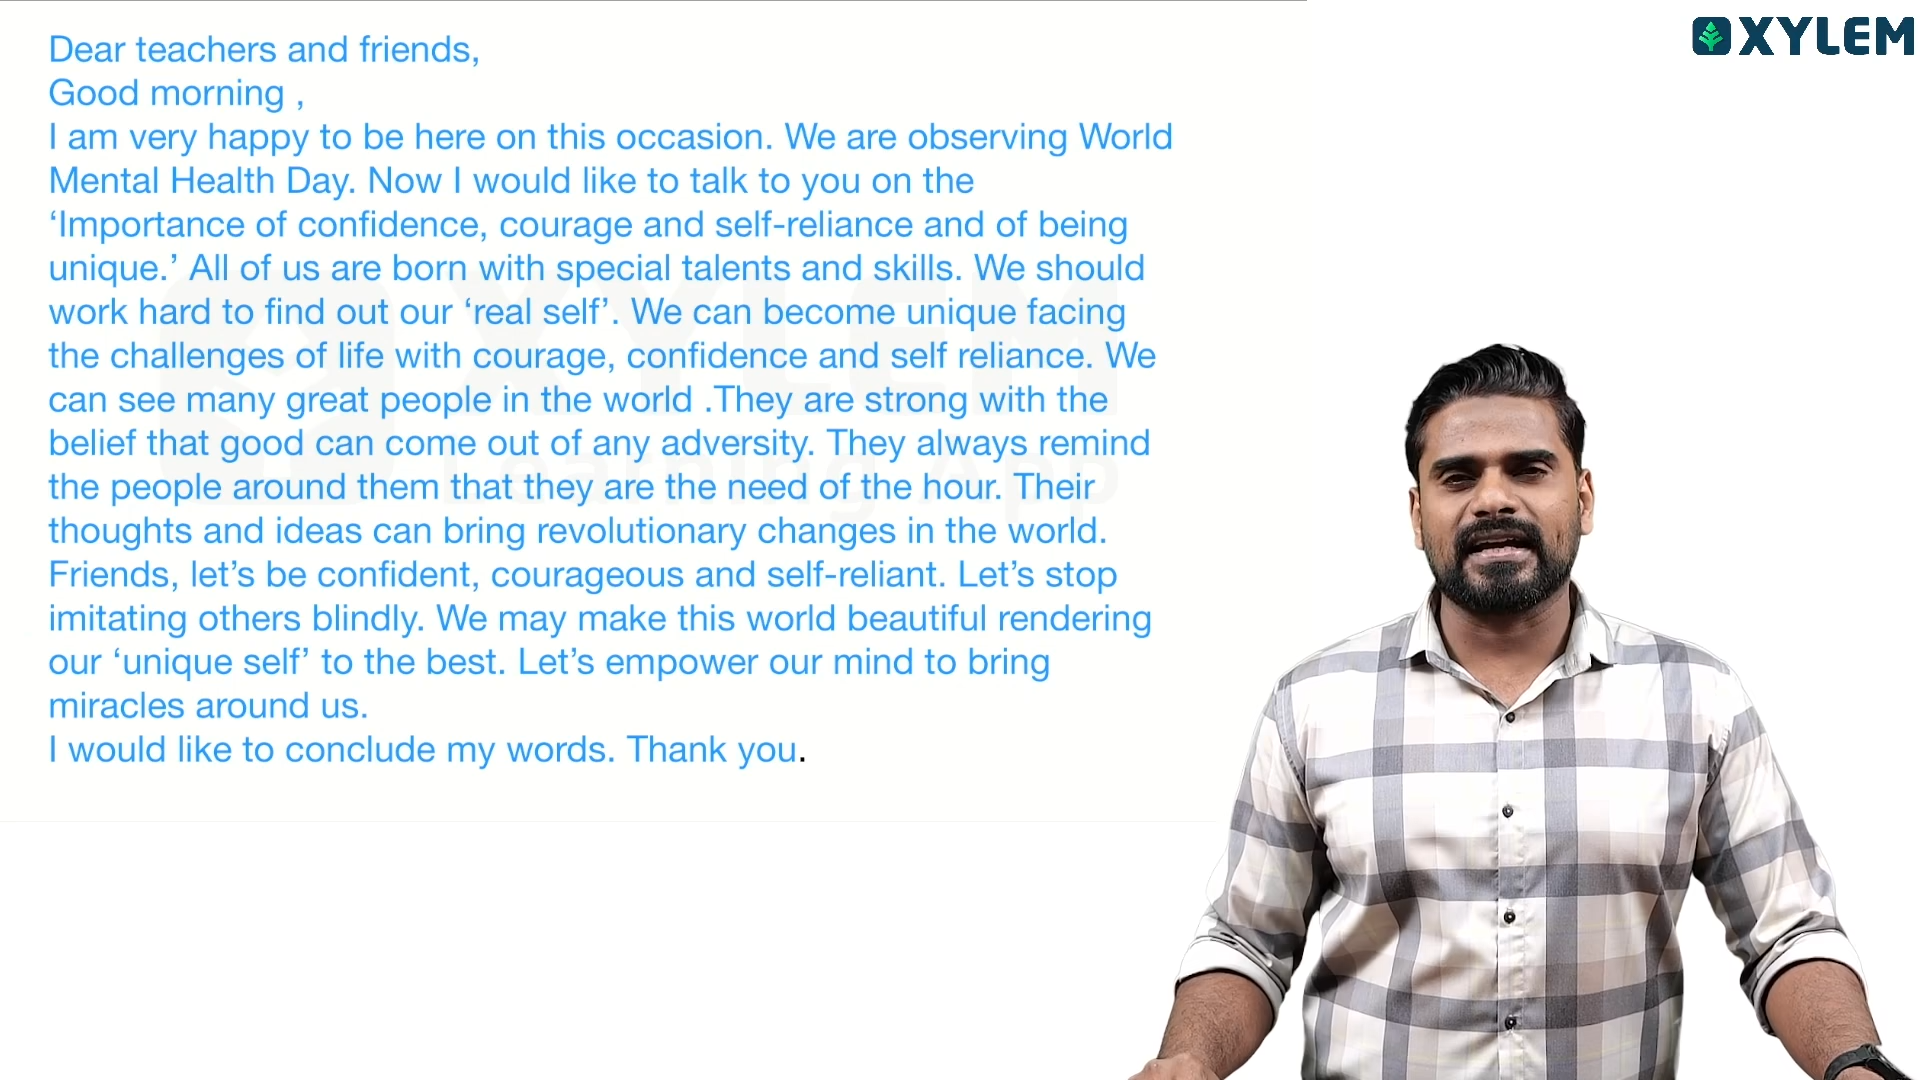 XYLEM
Dear teachers and friends,
Good morning ,
I am very happy to be here on this occasion. We are observing World
Mental Health Day. Now I would like to talk to you on the
‘Importance of confidence, courage and self-reliance and of being
unique.’ All of us are born with special talents and skills. We should
work hard to find out our ‘real self’. We can become unique facing
the challenges of life with courage, confidence and self reliance. We
can see many great people in the world .They are strong with the
belief that good can come out of any adversity. They always remind
the people around them that they are the need of the hour. Their
thoughts and ideas can bring revolutionary changes in the world.
Friends, let’s be confident, courageous and self-reliant. Let’s stop
imitating others blindly. We may make this world beautiful rendering
our ‘unique self’ to the best. Let’s empower our mind to bring
miracles around us.
I would like to conclude my words. Thank you.
XYLEM
Learning App